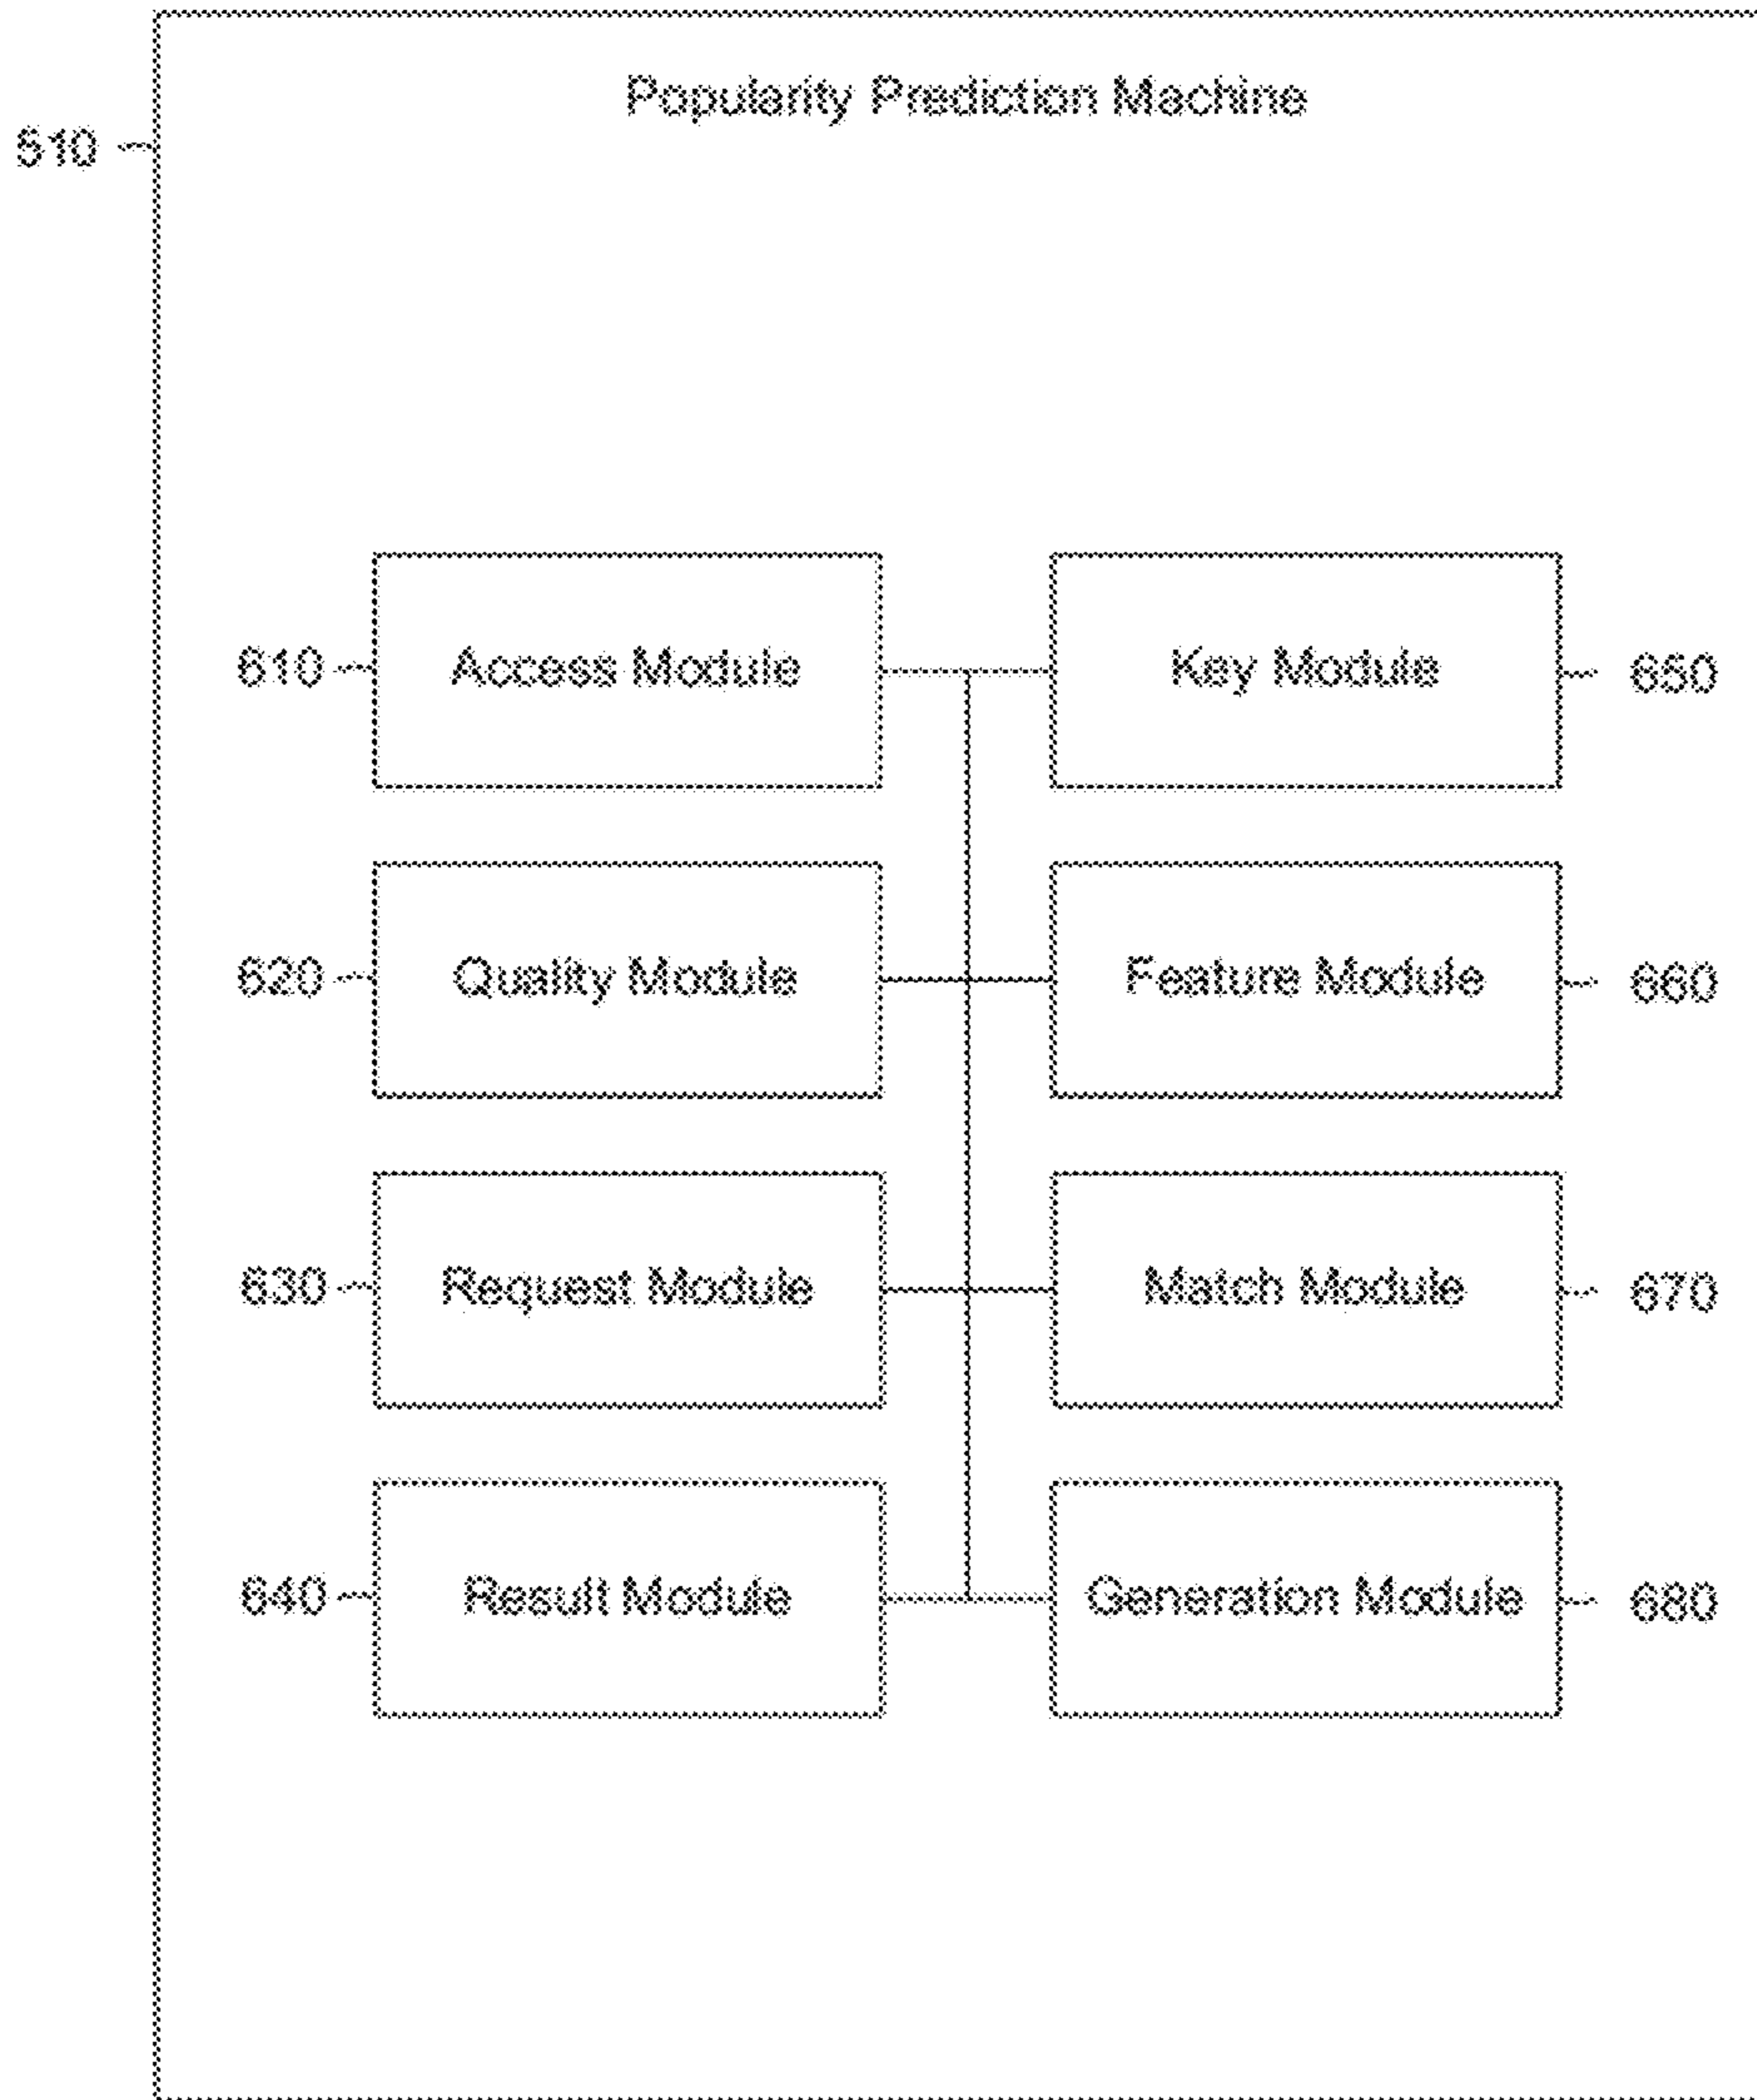 Popularity Prediction Machine
510
610 Access Module Key Module 650
620 Quality Module Feature Module 660
630 Request Module Match Module 670
640 Result Module Generation Module 680